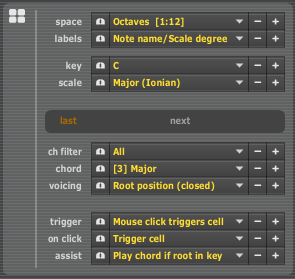 space Octaves [1:12]
labels Note name/Scale degree
key C
scale Major (Ionian)
last next
ch filter All
chord [3] Major
voicing Root position (closed)
trigger Mouse click triggers cell
on click Trigger cell
assist Play chord if root in key